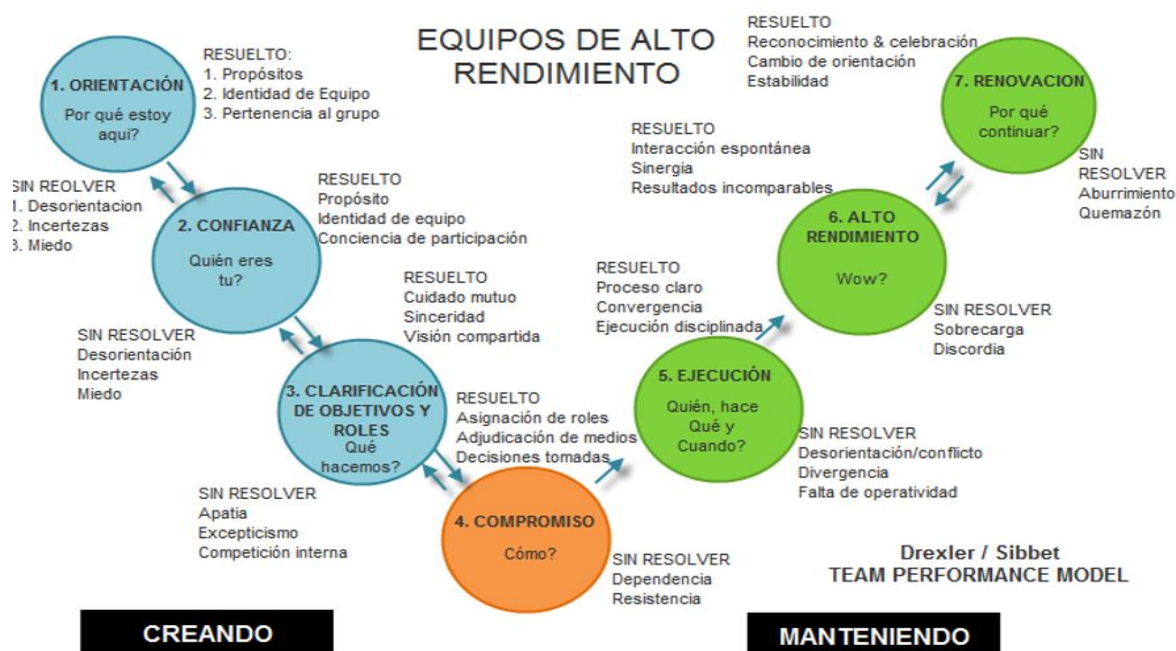 EQUIPOS DE ALTO
RENDIMIENTO
1. ORIENTACIÓN
Por qué estoy
aqui?
RESUELTO:
1. Propósitos
2. Identidad de Equipo
3. Pertenencia al grupo
SIN REOLVER
1. Desorientacion
2. Incertezas
3. Miedo
2. CONFIANZA
Quién eres
tu?
RESUELTO
Propósito
Identidad de equipo
Conciencia de participación
SIN RESOLVER
Desorientación
Incertezas
Miedo
3. CLARIFICACIÓN
DE OBJETIVOS Y
ROLES
Qué
hacemos?
RESUELTO
Cuidado mutuo
Sinceridad
Visión compartida
SIN RESOLVER
Apatia
Excepticismo
Competición interna
4. COMPROMISO
Cómo?
RESUELTO
Asignación de roles
Adjudicación de medios
Decisiones tomadas
SIN RESOLVER
Dependencia
Resistencia
5. EJECUCIÓN
Quién, hace
Qué y
Cuando?
RESUELTO
Proceso claro
Convergencia
Ejecución disciplinada
SIN RESOLVER
Desorientación/conflicto
Divergencia
Falta de operatividad
6. ALTO
RENDIMIENTO
Wow?
RESUELTO
Interacción espontánea
Sinergia
Resultados incomparables
SIN RESOLVER
Sobrecarga
Discordia
7. RENOVACION
Por qué
continuar?
RESUELTO
Reconocimiento & celebración
Cambio de orientación
Estabilidad
SIN
RESOLVER
Aburrimiento
Quemazón
Drexler / Sibbet
TEAM PERFORMANCE MODEL
CREANDO
MANTENIENDO